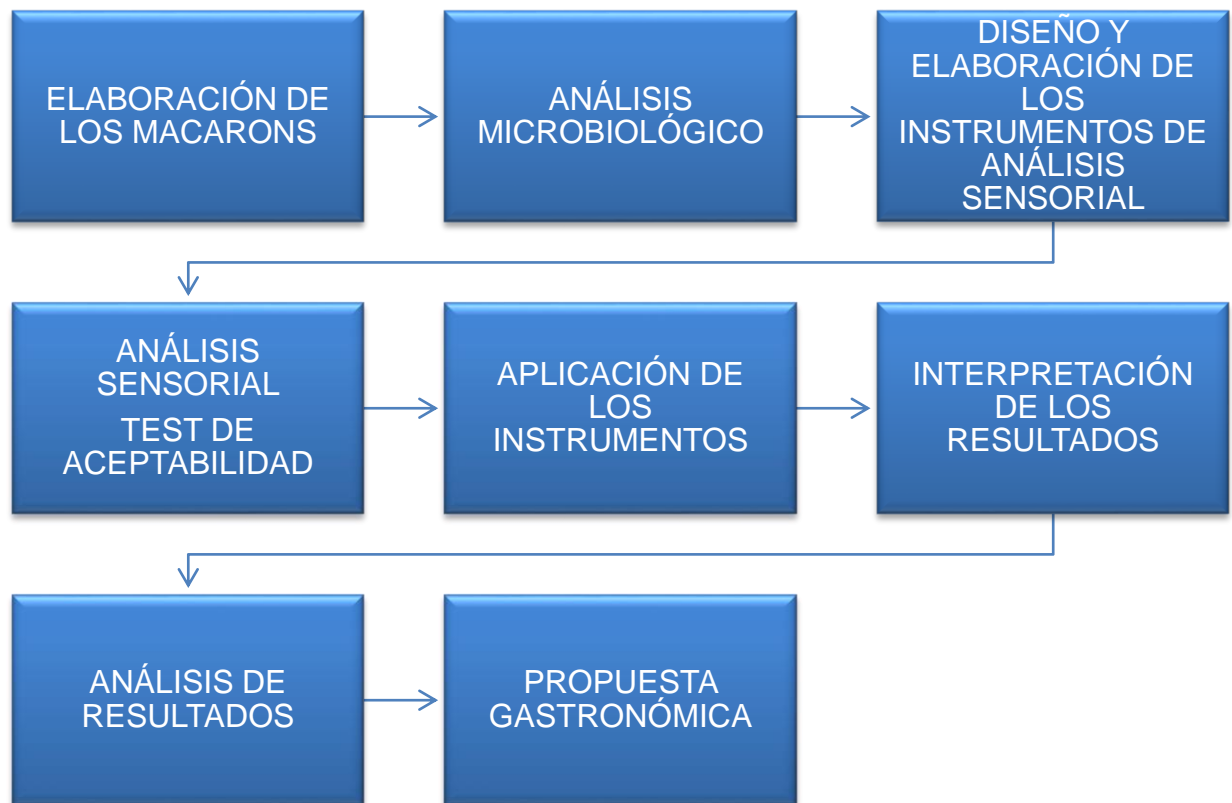 ELABORACIÓN DE
LOS MACARONS
ANÁLISIS
MICROBIOLÓGICO
DISEÑO Y
ELABORACIÓN DE
LOS
INSTRUMENTOS DE
ANÁLISIS
SENSORIAL
ANÁLISIS
SENSORIAL
TEST DE
ACEPTABILIDAD
APLICACIÓN DE
LOS
INSTRUMENTOS
INTERPRETACIÓN
DE LOS
RESULTADOS
ANÁLISIS DE
RESULTADOS
PROPUESTA
GASTRONÓMICA